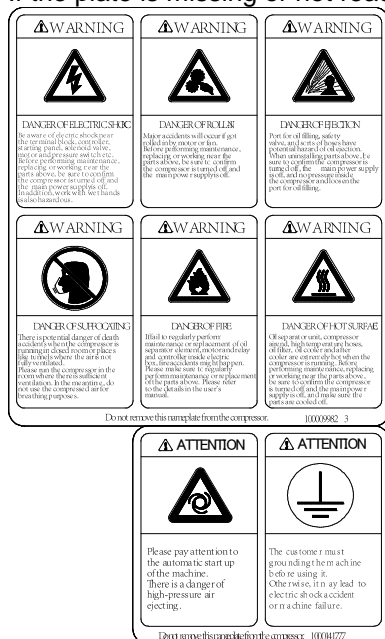 If the plate is missing or not read
WARNING
DANGER OF ELECTRIC SHOC
Be aware of electric shock near
the terminal block, controller,
starting panel, solenoid valve,
motor and pressure switch etc.
Before performing maintenance,
replacing or working near the
parts above, be sure to confirm
the compressor is turned off and
the main power supply is off.
In addition, work with wet hands
is also hazardous.
WARNING
DANGER OF ROLL IN
Major accidents will occur if got
rolled in by motor or fan.
Before performing maintenance,
replacing or working near the
parts above, be sure to confirm
the compressor is turned off, and
the main power supply is off.
WARNING
DANGER OF EJECTION
Port for oil filling, safety
valve, and sorts of hoses have
potential hazard of oil ejection.
When uninstalling parts above, be
sure to confirm the compressor is
turned off, the main power supply
is off, and no pressure inside
the compressor and loosen the
port for oil filling.
WARNING
DANGER OF SUFFOCATING
There is potential danger of death
accidents when the compressor is
running in closed room or places
like tunnels where the air is not
fully ventilated.
Please run the compressor in the
room where there is sufficient
ventilation. In the meantime, do
not use the compressed air for
breathing purposes.
WARNING
DANGER OF FIRE
If fail to regularly perform
maintenance or replacement of oil
separator element, motor and relay
and controller inside electric
box, fire accidents might happen.
Please make sure to regularly
perform maintenance or replacement
of the parts above. Please refer
to the details in the user's
manual.
WARNING
DANGER OF HOT SURFACE
Oil separator unit, compressor
airend, high temperature hoses,
oil filter, oil cooler and after
cooler are extremely hot when the
compressor is running. Before
performing maintenance, replacing
or working near the parts above,
be sure to confirm the compressor
is turned off and the main power
supply is off, and make sure the
parts are cooled off.
Do not remove this nameplate from the compressor. 100009982 3
ATTENTION
Please pay attention to
the automatic start up
of the machine.
There is a danger of
high-pressure air
ejecting.
ATTENTION
The customer must
grounding the machine
before using it.
Otherwise, it may lead to
electric shock accident
or machine failure.
Do not remove this nameplate from the compressor. 1000141777